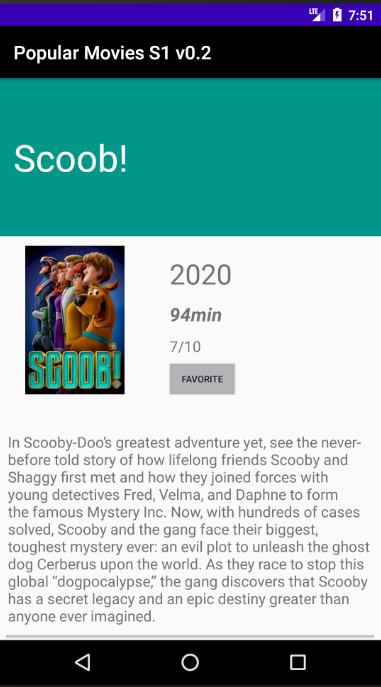 LTE 7:51
Popular Movies S1 v0.2
Scoob!
SCOOB!
2020
94min
7/10
FAVORITE
In Scooby-Doo's greatest adventure yet, see the never-
before told story of how lifelong friends Scooby and
Shaggy first met and how they joined forces with
young detectives Fred, Velma, and Daphne to form
the famous Mystery Inc. Now, with hundreds of cases
solved, Scooby and the gang face their biggest,
toughest mystery ever: an evil plot to unleash the ghost
dog Cerberus upon the world. As they race to stop this
global “dogpocalypse,” the gang discovers that Scooby
has a secret legacy and an epic destiny greater than
anyone ever imagined.